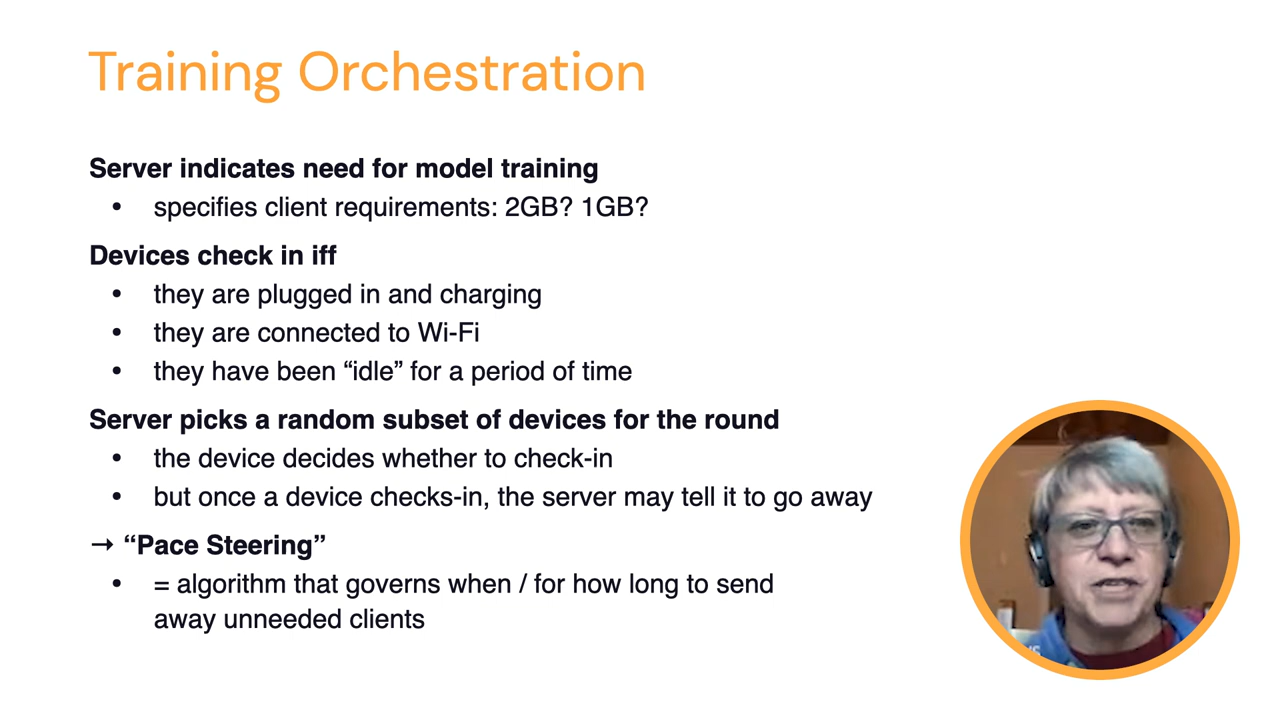 Training Orchestration
Server indicates need for model training
• specifies client requirements: 2GB? 1GB?
Devices check in iff
• they are plugged in and charging
• they are connected to Wi-Fi
• they have been “idle” for a period of time
Server picks a random subset of devices for the round
• the device decides whether to check-in
• but once a device checks-in, the server may tell it to go away
→ “Pace Steering”
• = algorithm that governs when / for how long to send
away unneeded clients